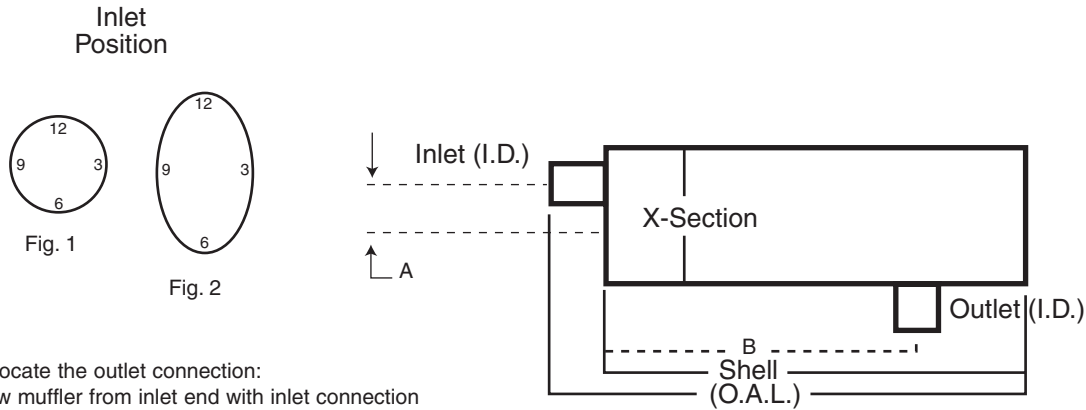 Inlet
Position
12
9 3
6
Fig. 1
12
9 3
6
Fig. 2
Inlet (I.D.)
A
X-Section
Outlet (I.D.)
B
Shell
(O.A.L.)
ocate the outlet connection:
w muffler from inlet end with inlet connection